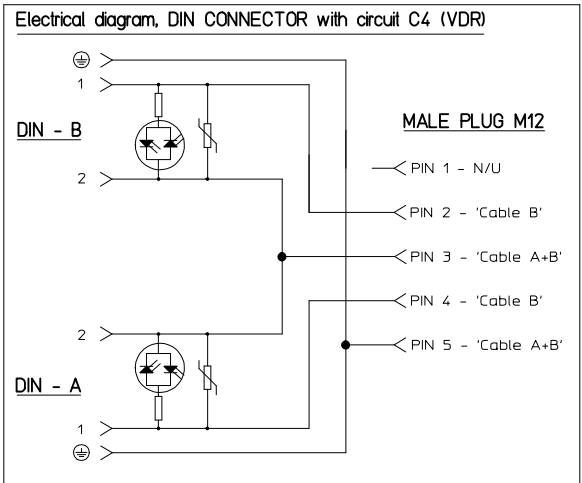 Electrical diagram, DIN CONNECTOR with circuit C4 (VDR)
1
DIN - B
2
MALE PLUG M12
PIN 1 - N/U
PIN 2 - 'Cable B'
PIN 3 - 'Cable A+B'
PIN 4 - 'Cable B'
PIN 5 - 'Cable A+B'
2
DIN - A
1